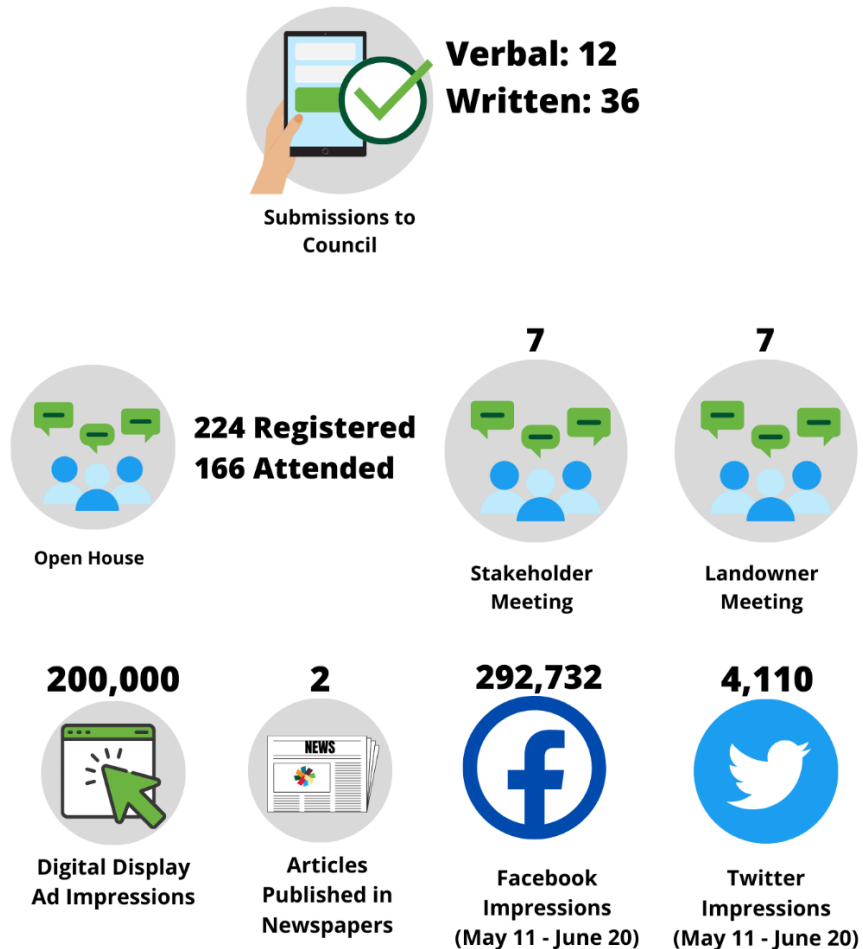 Verbal: 12
Written: 36
Submissions to
Council
224 Registered
166 Attended
Open House
7
Stakeholder
Meeting
7
Landowner
Meeting
200,000
Digital Display
Ad Impressions
2
NEWS
Articles
Published in
Newspapers
292,732
Facebook
Impressions
(May 11 - June 20)
4,110
Twitter
Impressions
(May 11 - June 20)